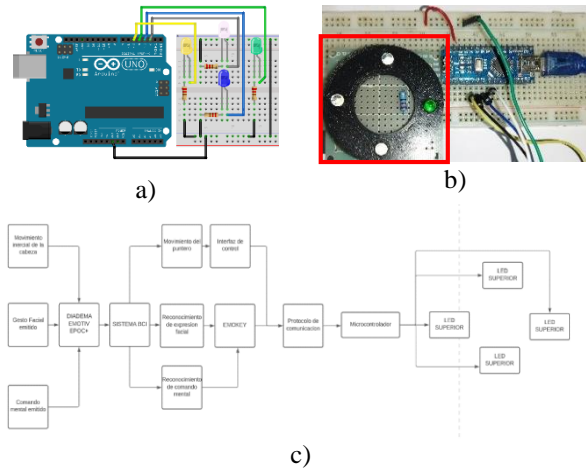 UNO
Arduino
a)
b)
Movimiento
inercial de la
cabeza
Gesto Facial
emitido
Comando
mental emitido
DIADEMA
EMOTIV
EPOC+
SISTEMA BCI
Movimiento del
puntero
Interfaz de
control
Reconocimiento
de expresion
facial
EMOKEY
Reconocimiento
de comando
mental
Protocolo de
comunicacion
Microcontrolador
LED
SUPERIOR
LED
SUPERIOR
LED
SUPERIOR
LED
SUPERIOR
c)